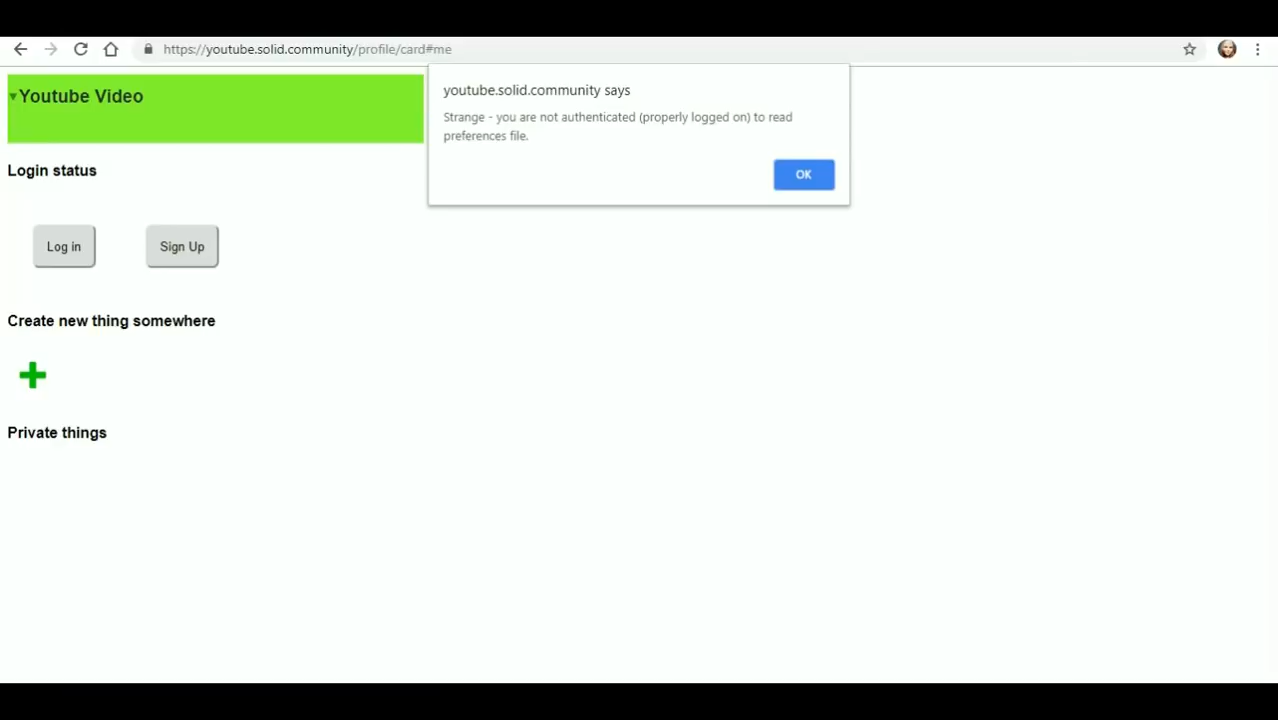 https://youtube.solid.community/profile/card#me
youtube.solid.community says
Strange - you are not authenticated (properly logged on) to read
preferences file.
OK
Youtube Video
Login status
Log in
Sign Up
Create new thing somewhere
Private things